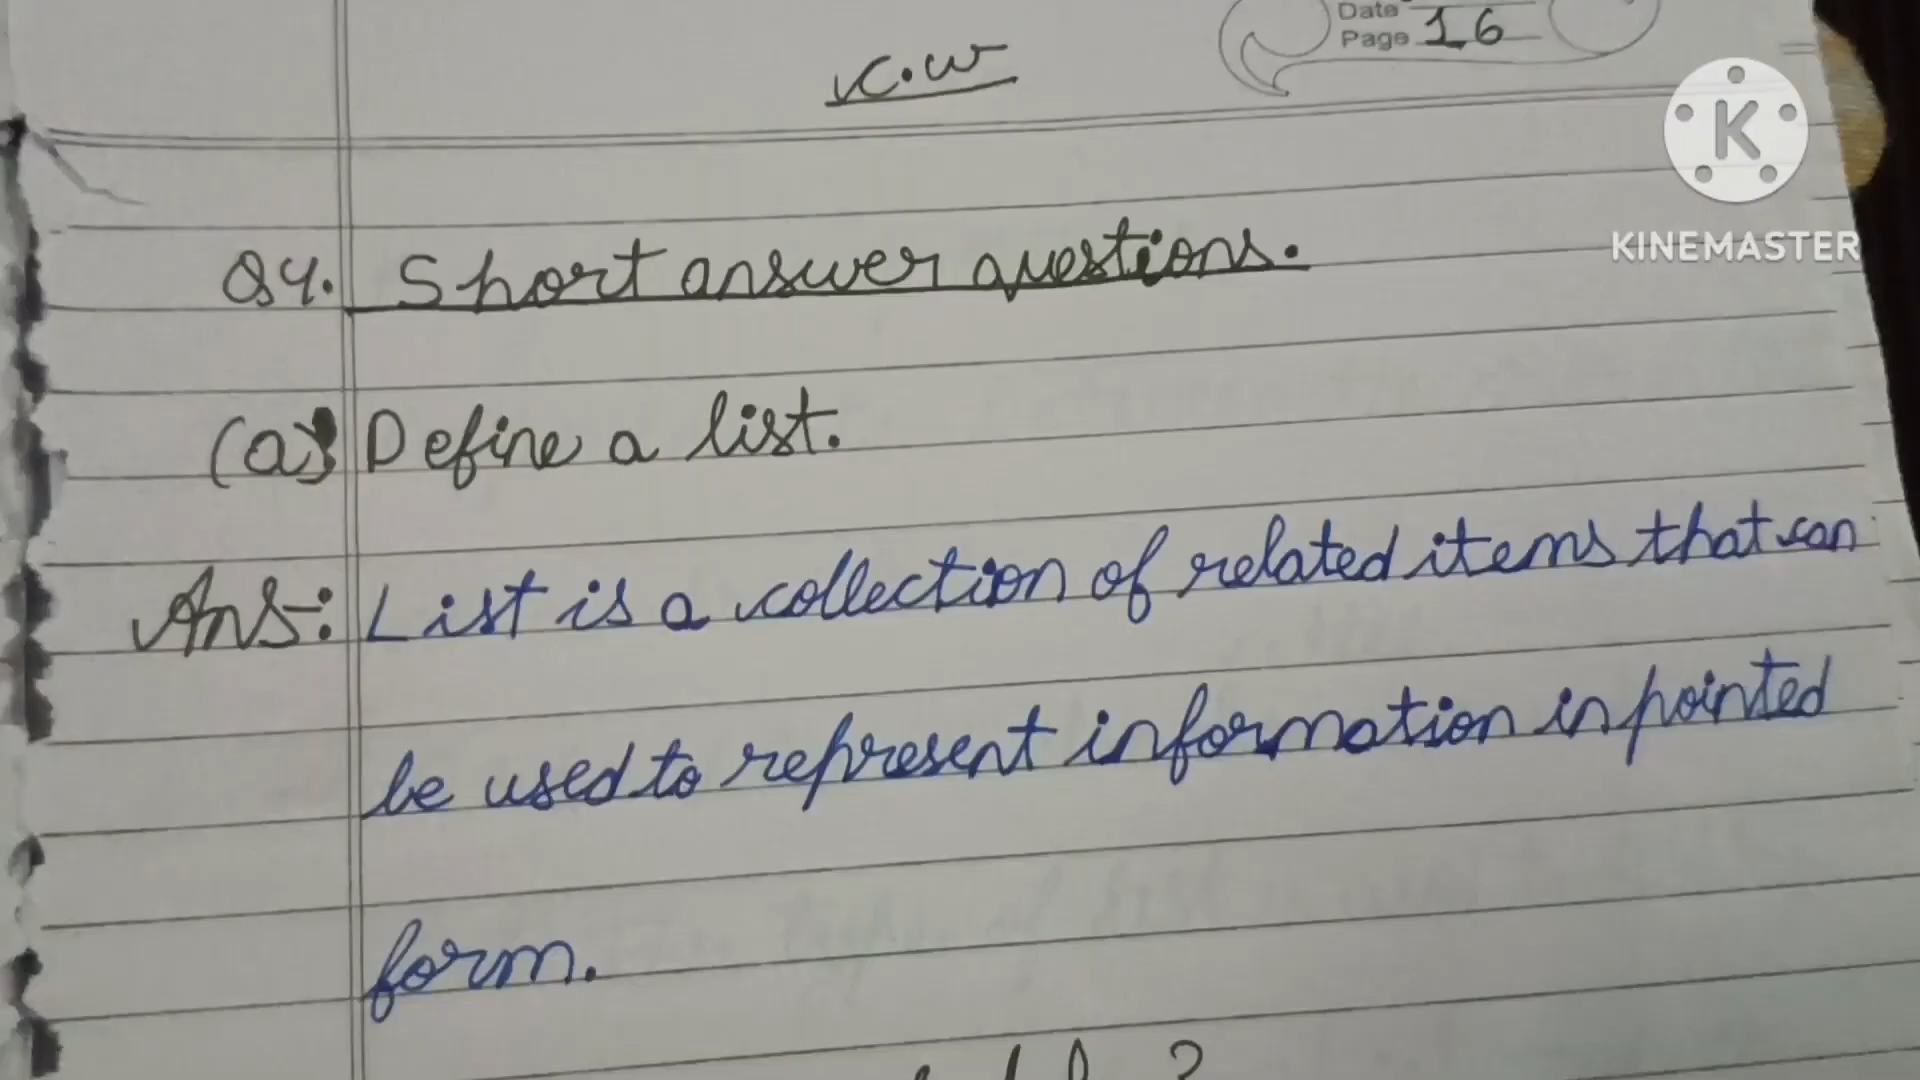 Date
Page 16
C.W
K
KINEMASTER
Q4. Short answer questions.
(a) Define a list.
Ans-: List is a collection of related items that can
be used to represent information in pointed
form.
?